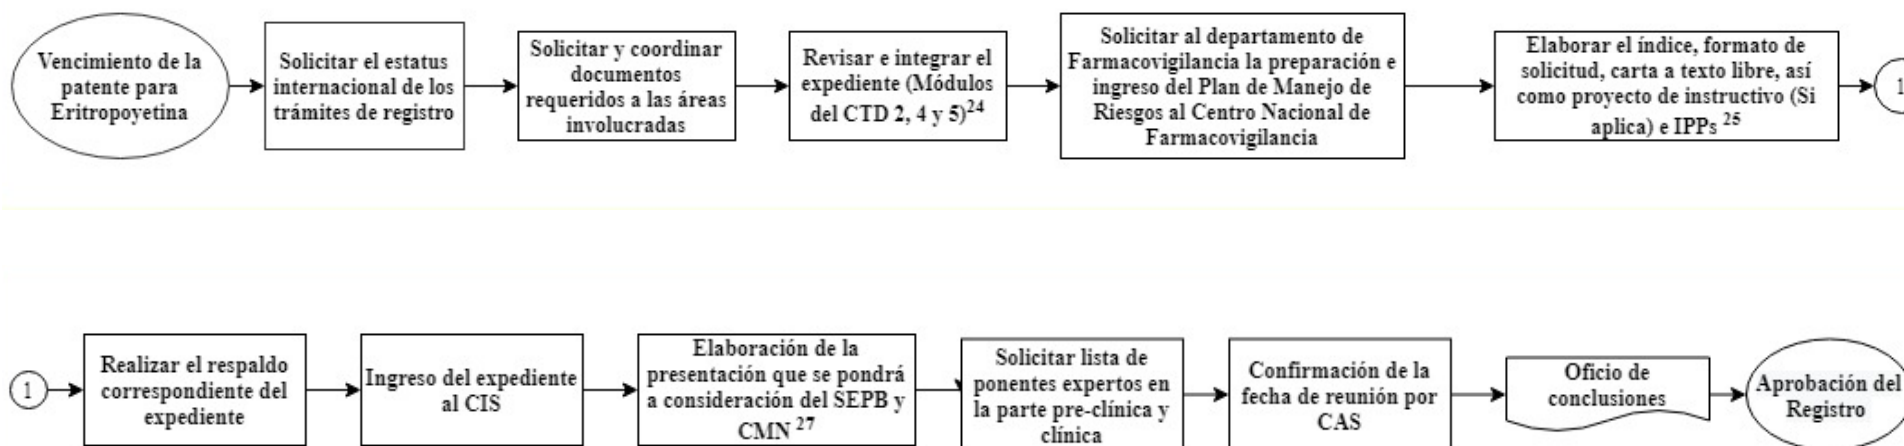 Vencimiento de la
patente para
Eritropoyetina
Solicitar el estatus
internacional de los
trámites de registro
Solicitar y coordinar
documentos
requeridos a las áreas
involucradas
Revisar e integrar el
expediente (Módulos
del CTD 2, 4 y 5)24
Solicitar al departamento de
Farmacovigilancia la preparación e
ingreso del Plan de Manejo de
Riesgos al Centro Nacional de
Farmacovigilancia
Elaborar el índice, formato de
solicitud, carta a texto libre, así
como proyecto de instructivo (Si
aplica) e IPPs 25
1
1
Realizar el respaldo
correspondiente del
expediente
Ingreso del expediente
al CIS
Elaboración de la
presentación que se pondrá
a consideración del SEPB y
CMN 27
Solicitar lista de
ponentes expertos en
la parte pre-clínica y
clínica
Confirmación de la
fecha de reunión por
CAS
Oficio de
conclusiones
Aprobación del
Registro